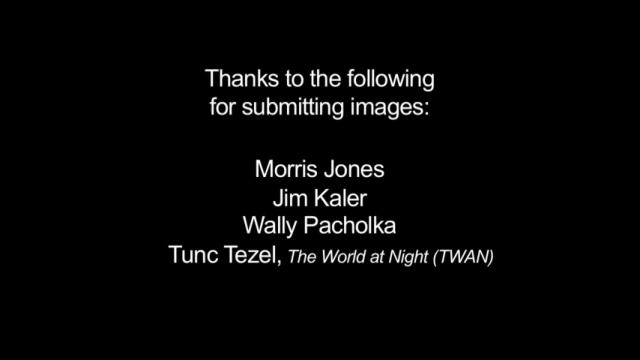 Thanks to the following
for submitting images:
Morris Jones
Jim Kaler
Wally Pacholka
Tunc Tezel, The World at Night (TWAN)